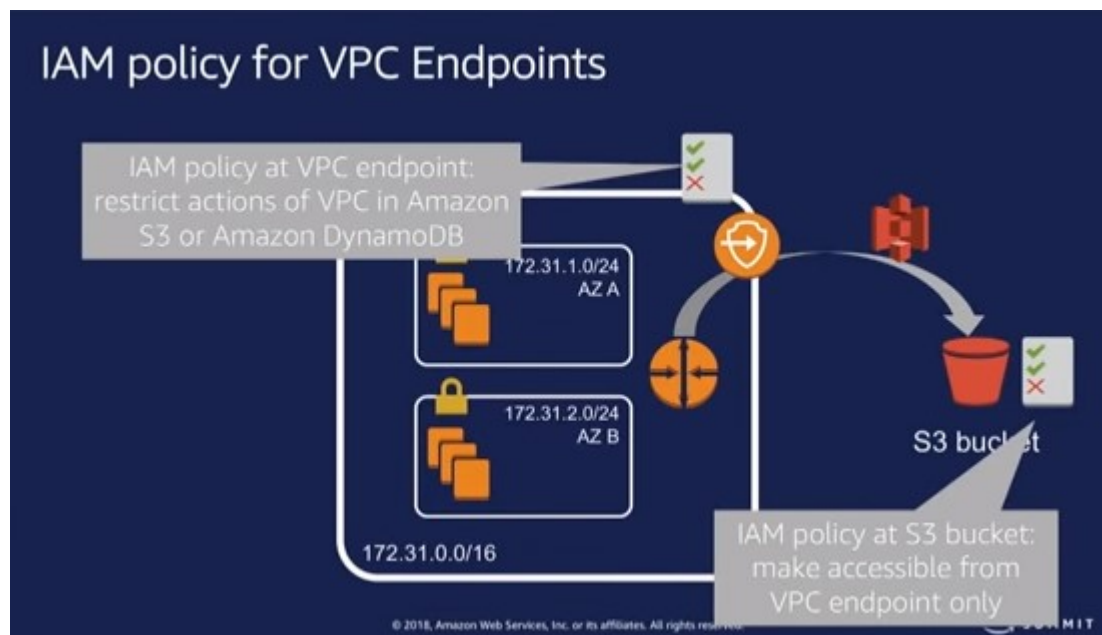 IAM policy for VPC Endpoints
IAM policy at VPC endpoint:
restrict actions of VPC in Amazon
S3 or Amazon DynamoDB
172.31.1.0/24
AZ A
172.31.2.0/24
AZ B
S3 bucket
172.31.0.0/16
IAM policy at S3 bucket:
make accessible from
VPC endpoint only
© 2018, Amazon Web Services, Inc. or its affiliates. All rights